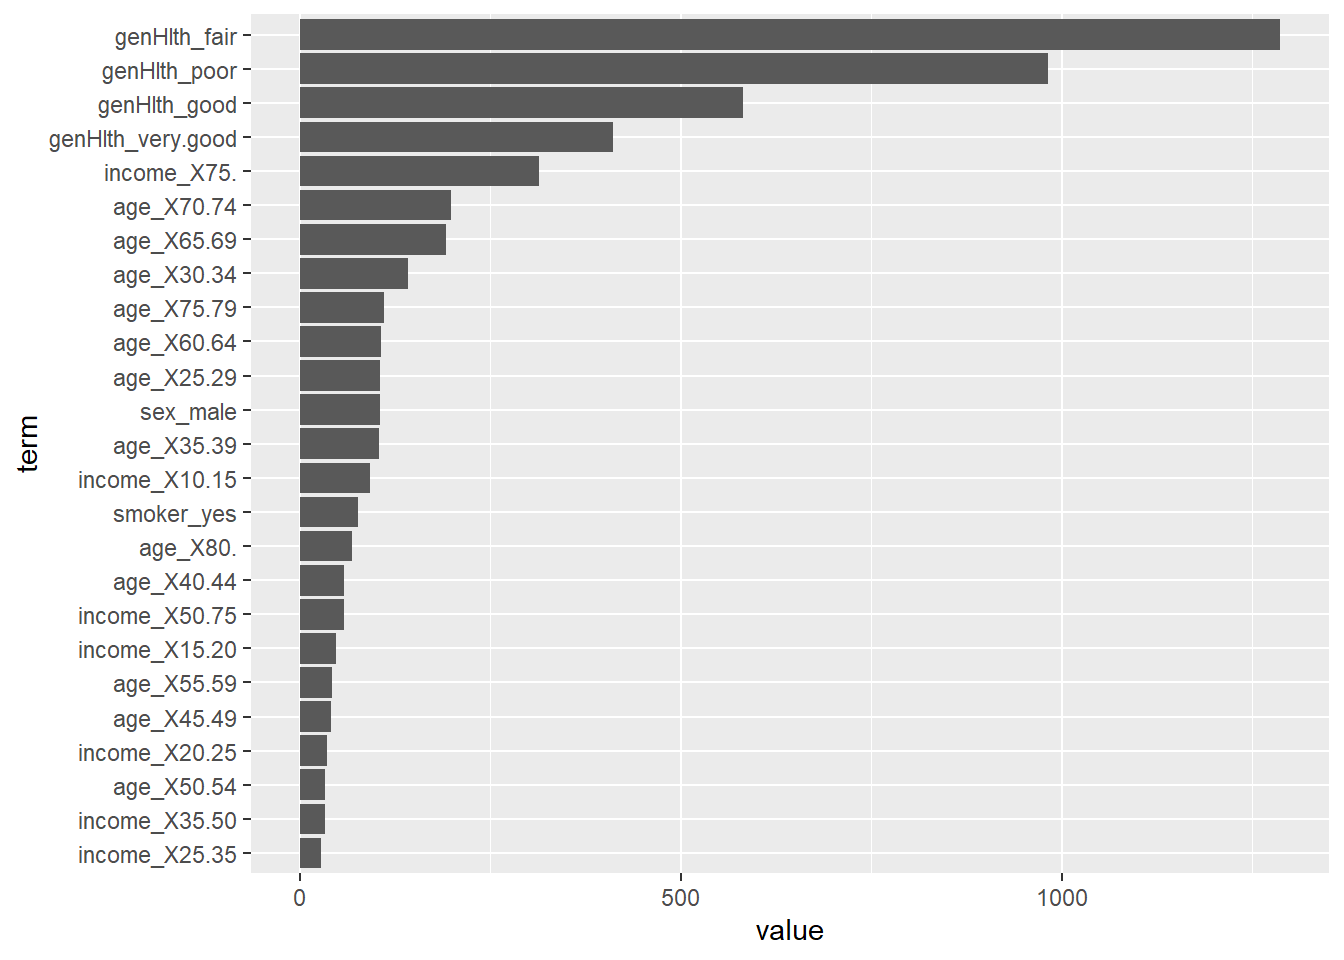 genHlth_fair
genHlth_poor
genHlth_good
genHlth_very.good
income_X75.
age_X70.74
age_X65.69
age_X30.34
age_X75.79
age_X60.64
age_X25.29
sex_male
age_X35.39
income_X10.15
smoker_yes
age_X80.
age_X40.44
income_X50.75
income_X15.20
age_X55.59
age_X45.49
income_X20.25
age_X50.54
income_X35.50
income_X25.35
term
0 500 1000
value